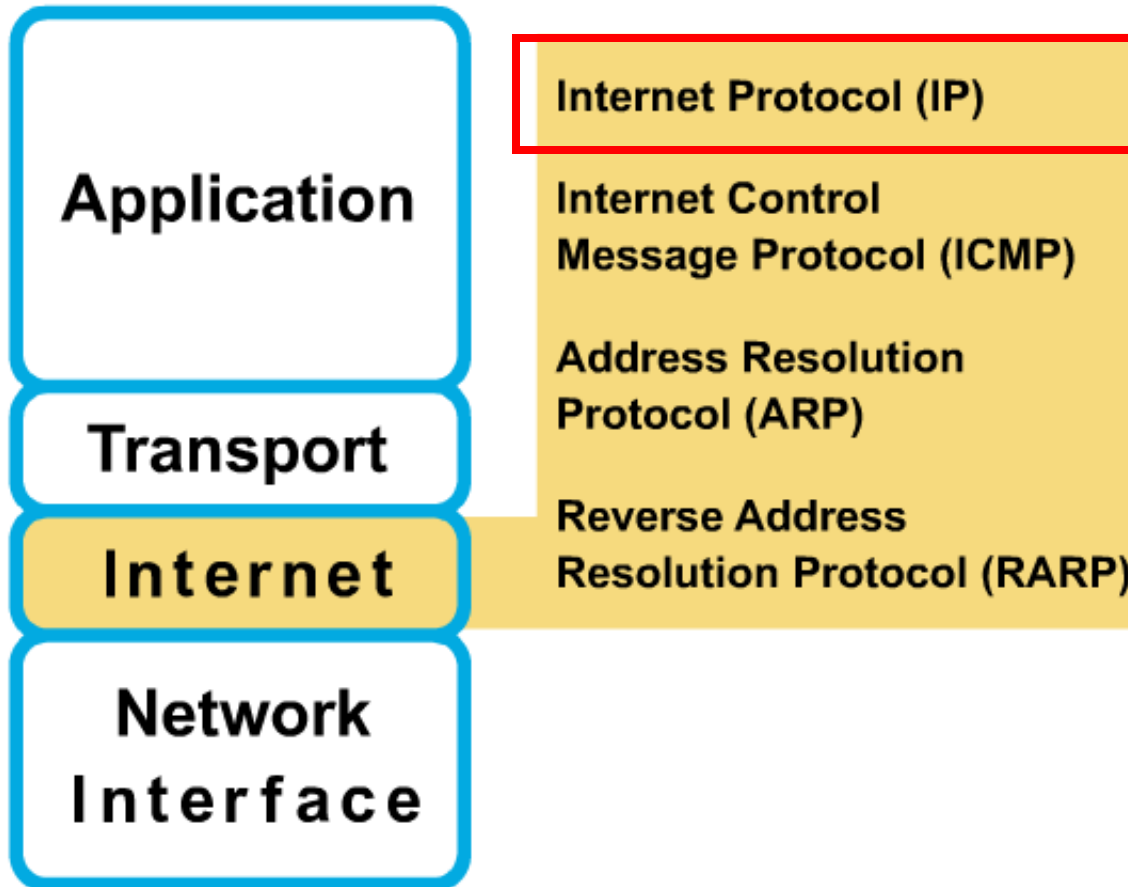 Application
Transport
Internet
Network
Interface
Internet Protocol (IP)
Internet Control
Message Protocol (ICMP)
Address Resolution
Protocol (ARP)
Reverse Address
Resolution Protocol (RARP)